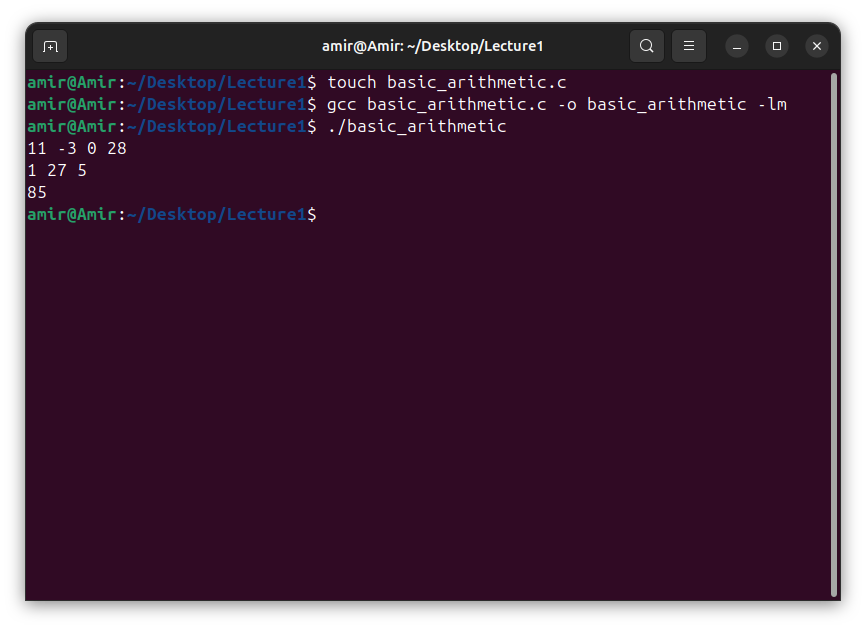 amir@Amir: ~/Desktop/Lecture1
amir@Amir:~/Desktop/Lecture1$ touch basic_arithmetic.c
amir@Amir:~/Desktop/Lecture1$ gcc basic_arithmetic.c -o basic_arithmetic -lm
amir@Amir:~/Desktop/Lecture1$ ./basic_arithmetic
11 -3 0 28
1 27 5
85
amir@Amir:~/Desktop/Lecture1$